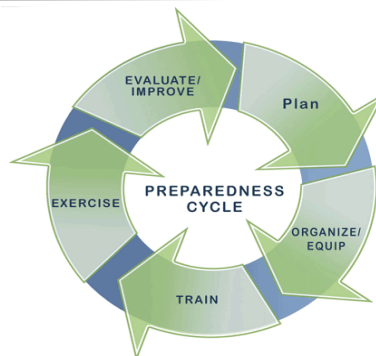 EVALUATE/
IMPROVE
Plan
PREPAREDNESS
CYCLE
ORGANIZE/
EQUIP
TRAIN
EXERCISE